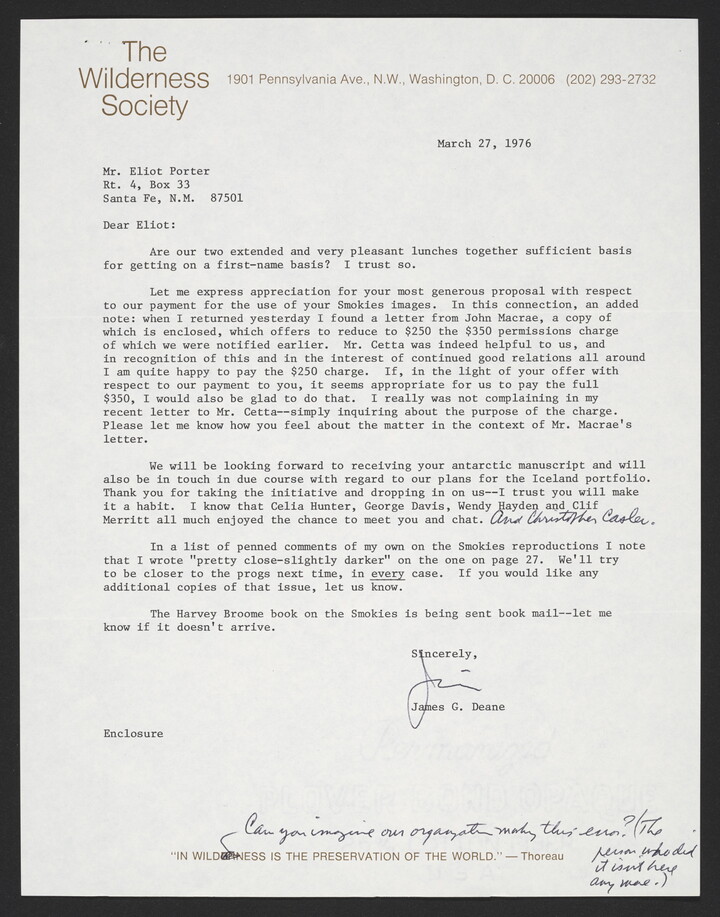 The
Wilderness
Society
1901 Pennsylvania Ave., N.W., Washington, D. C. 20006 (202) 293-2732
March 27, 1976
Mr. Eliot Porter
Rt. 4, Box 33
Santa Fe, N.M. 87501
Dear Eliot:
Are our two extended and very pleasant lunches together sufficient basis
for getting on a first-name basis? I trust so.
Let me express appreciation for your most generous proposal with respect
to our payment for the use of your Smokies images. In this connection, an added
note: when I returned yesterday I found a letter from John Macrae, a copy of
which is enclosed, which offers to reduce to $250 the $350 permissions charge
of which we were notified earlier. Mr. Cetta was indeed helpful to us, and
in recognition of this and in the interest of continued good relations all around
I am quite happy to pay the $250 charge. If, in the light of your offer with
respect to our payment to you, it seems appropriate for us to pay the full
$350, I would also be glad to do that. I really was not complaining in my
recent letter to Mr. Cetta--simply inquiring about the purpose of the charge.
Please let me know how you feel about the matter in the context of Mr. Macrae's
letter.
We will be looking forward to receiving your antarctic manuscript and will
also be in touch in due course with regard to our plans for the Iceland portfolio.
Thank you for taking the initiative and dropping in on us--I trust you will make
it a habit. I know that Celia Hunter, George Davis, Wendy Hayden and Clif
Merritt all much enjoyed the chance to meet you and chat. And Christopher Casler.
In a list of penned comments of my own on the Smokies reproductions I note
that I wrote "pretty close-slightly darker" on the one on page 27. We'll try
to be closer to the progs next time, in every case. If you would like any
additional copies of that issue, let us know.
The Harvey Broome book on the Smokies is being sent book mail--let me
know if it doesn't arrive.
Sincerely,
Jim
James G. Deane
Enclosure
Can you imagine our organization making this error? (The
person who did
it isn't here
any more.)
"IN WILDERNESS IS THE PRESERVATION OF THE WORLD." — Thoreau